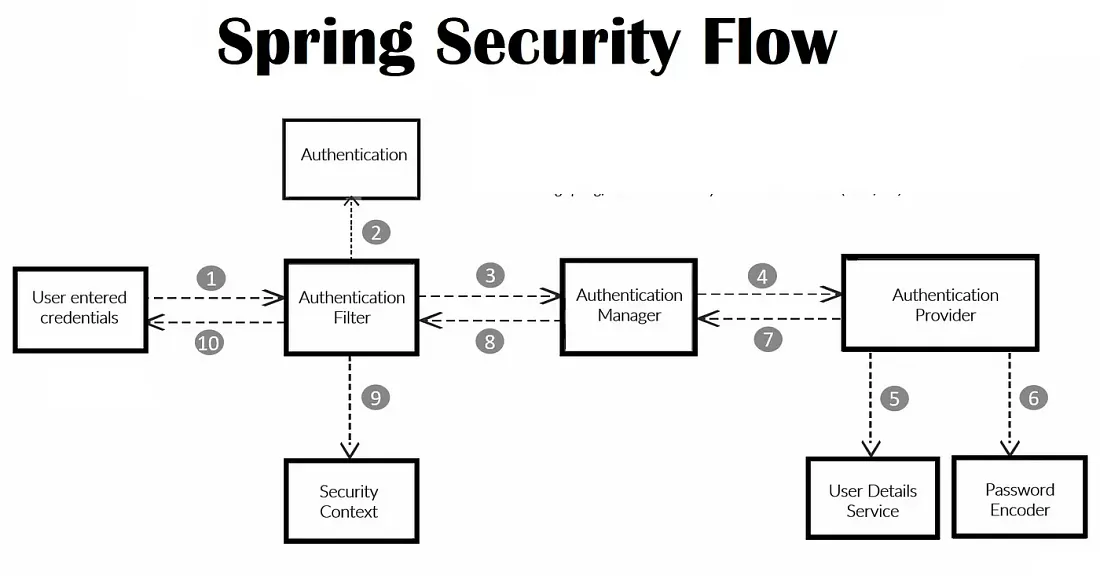 Spring Security Flow
Authentication
2
User entered
credentials
1
10
Authentication
Filter
3
8
Authentication
Manager
4
7
Authentication
Provider
9
5
6
Security
Context
User Details
Service
Password
Encoder